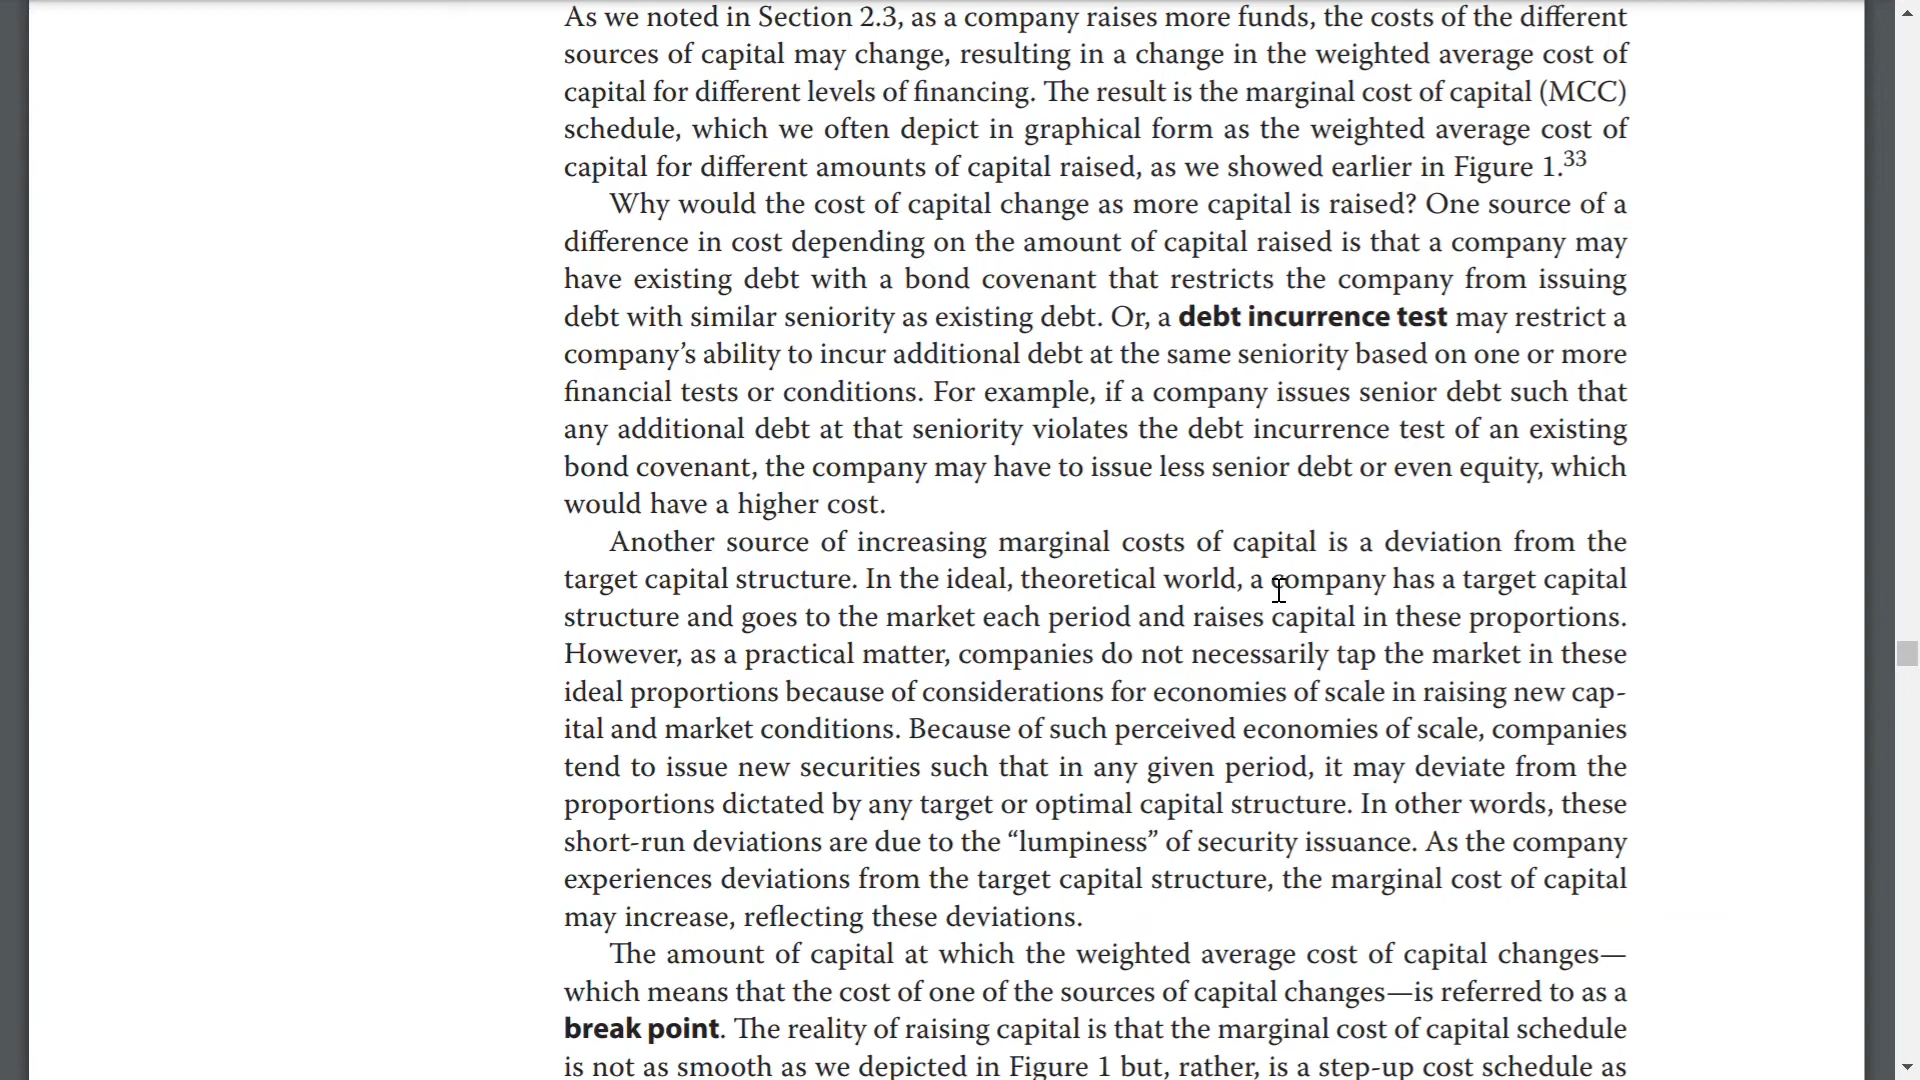 As we noted in Section 2.3, as a company raises more funds, the costs of the different
sources of capital may change, resulting in a change in the weighted average cost of
capital for different levels of financing. The result is the marginal cost of capital (MCC)
schedule, which we often depict in graphical form as the weighted average cost of
capital for different amounts of capital raised, as we showed earlier in Figure 1.33
Why would the cost of capital change as more capital is raised? One source of a
difference in cost depending on the amount of capital raised is that a company may
have existing debt with a bond covenant that restricts the company from issuing
debt with similar seniority as existing debt. Or, a debt incurrence test may restrict a
company's ability to incur additional debt at the same seniority based on one or more
financial tests or conditions. For example, if a company issues senior debt such that
any additional debt at that seniority violates the debt incurrence test of an existing
bond covenant, the company may have to issue less senior debt or even equity, which
would have a higher cost.
Another source of increasing marginal costs of capital is a deviation from the
target capital structure. In the ideal, theoretical world, a company has a target capital
structure and goes to the market each period and raises capital in these proportions.
However, as a practical matter, companies do not necessarily tap the market in these
ideal proportions because of considerations for economies of scale in raising new cap-
ital and market conditions. Because of such perceived economies of scale, companies
tend to issue new securities such that in any given period, it may deviate from the
proportions dictated by any target or optimal capital structure. In other words, these
short-run deviations are due to the “lumpiness” of security issuance. As the company
experiences deviations from the target capital structure, the marginal cost of capital
may increase, reflecting these deviations.
The amount of capital at which the weighted average cost of capital changes—
which means that the cost of one of the sources of capital changes—is referred to as a
break point. The reality of raising capital is that the marginal cost of capital schedule
is not as smooth as we depicted in Figure 1 but, rather, is a step-up cost schedule as